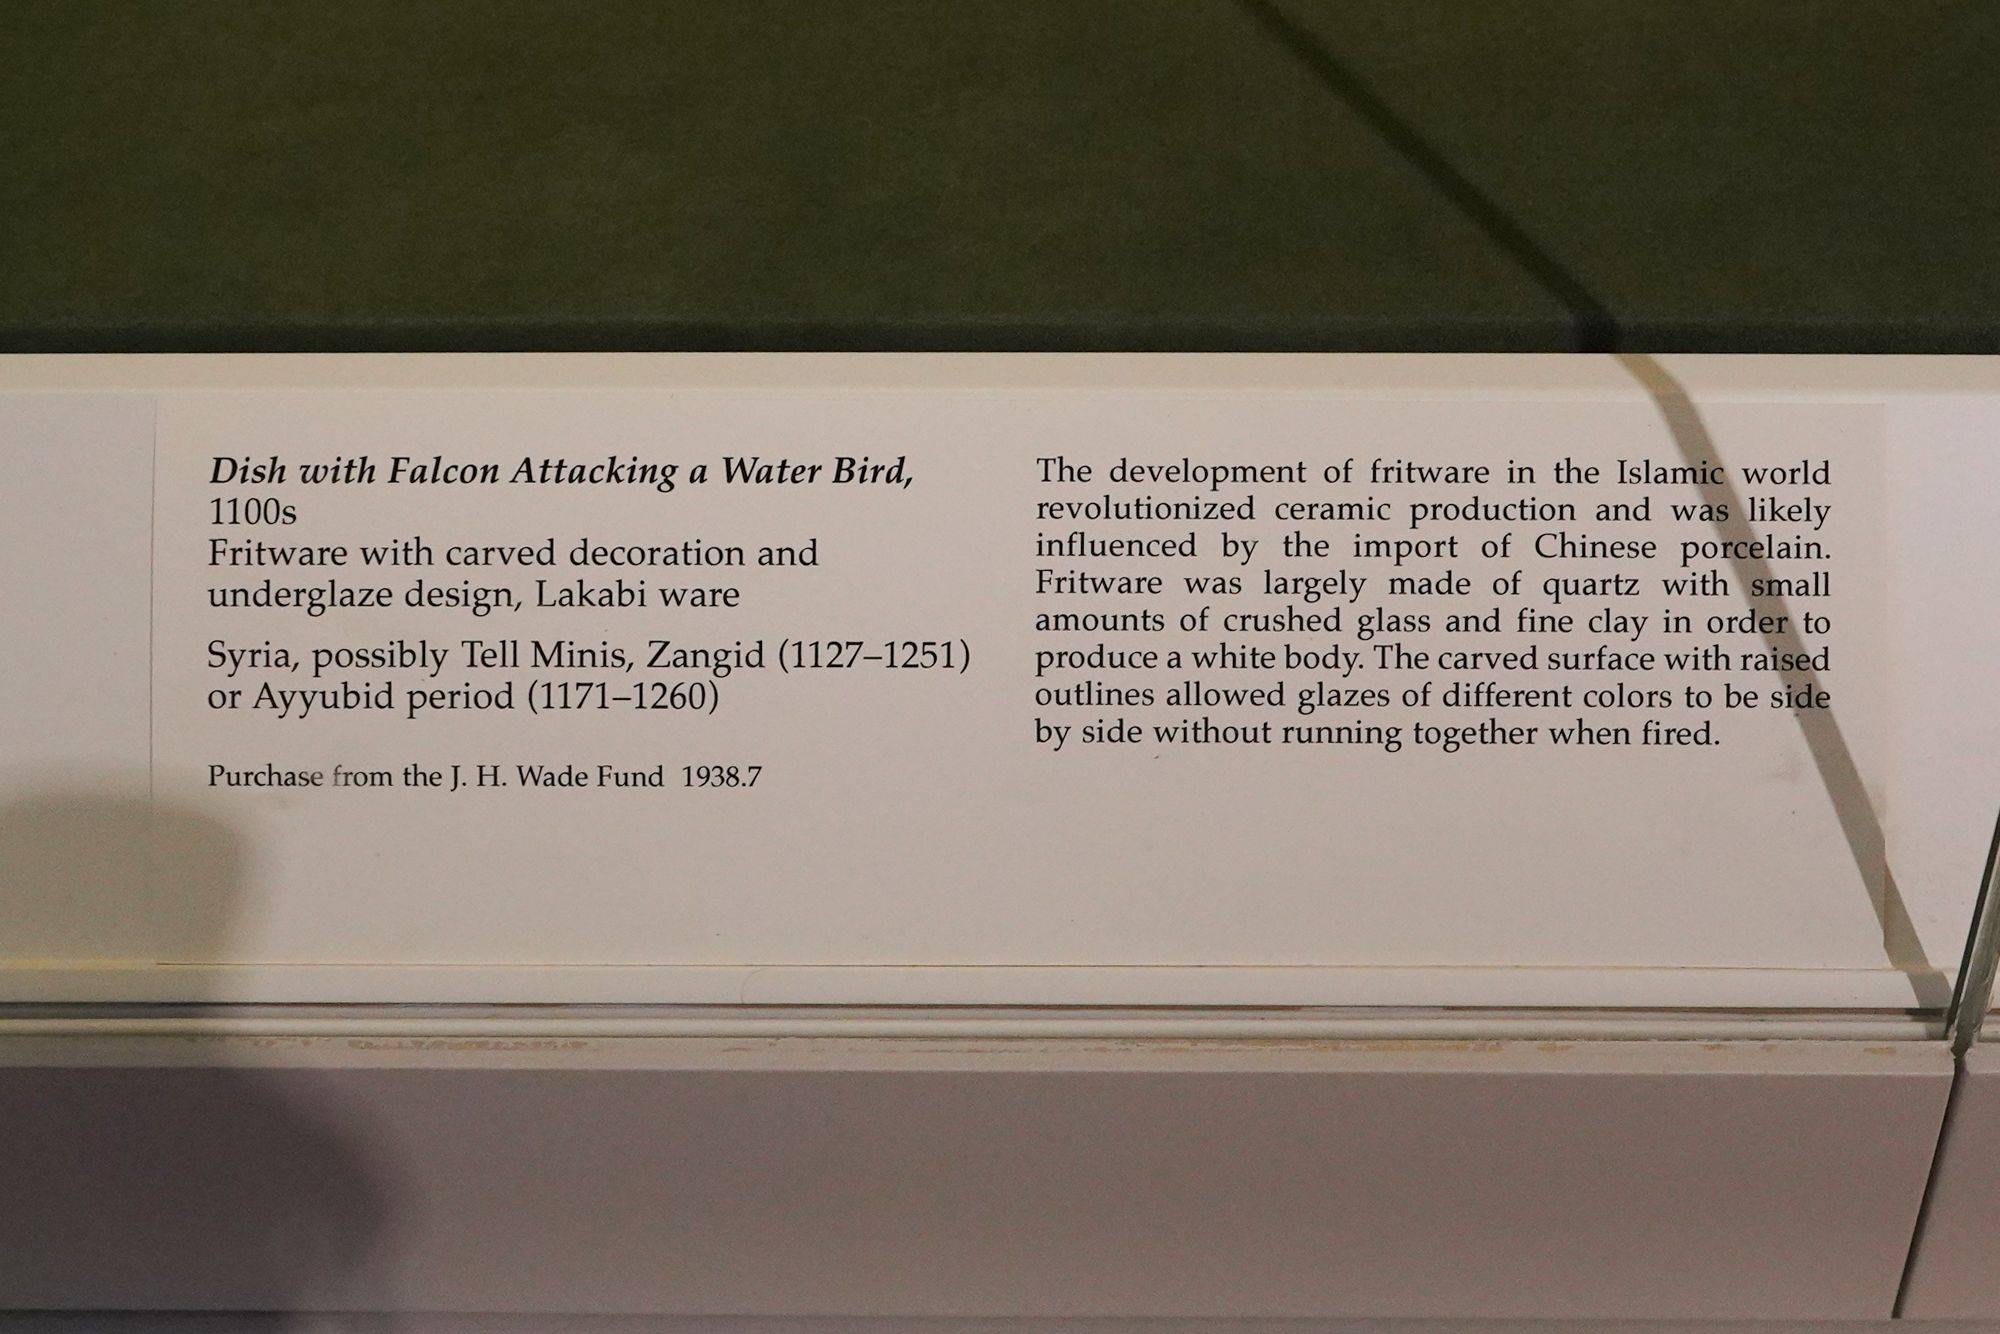 Dish with Falcon Attacking a Water Bird,
1100s
Fritware with carved decoration and
underglaze design, Lakabi ware
Syria, possibly Tell Minis, Zangid (1127–1251)
or Ayyubid period (1171–1260)
Purchase from the J. H. Wade Fund 1938.7
The development of fritware in the Islamic world
revolutionized ceramic production and was likely
influenced by the import of Chinese porcelain.
Fritware was largely made of quartz with small
amounts of crushed glass and fine clay in order to
produce a white body. The carved surface with raised
outlines allowed glazes of different colors to be side
by side without running together when fired.